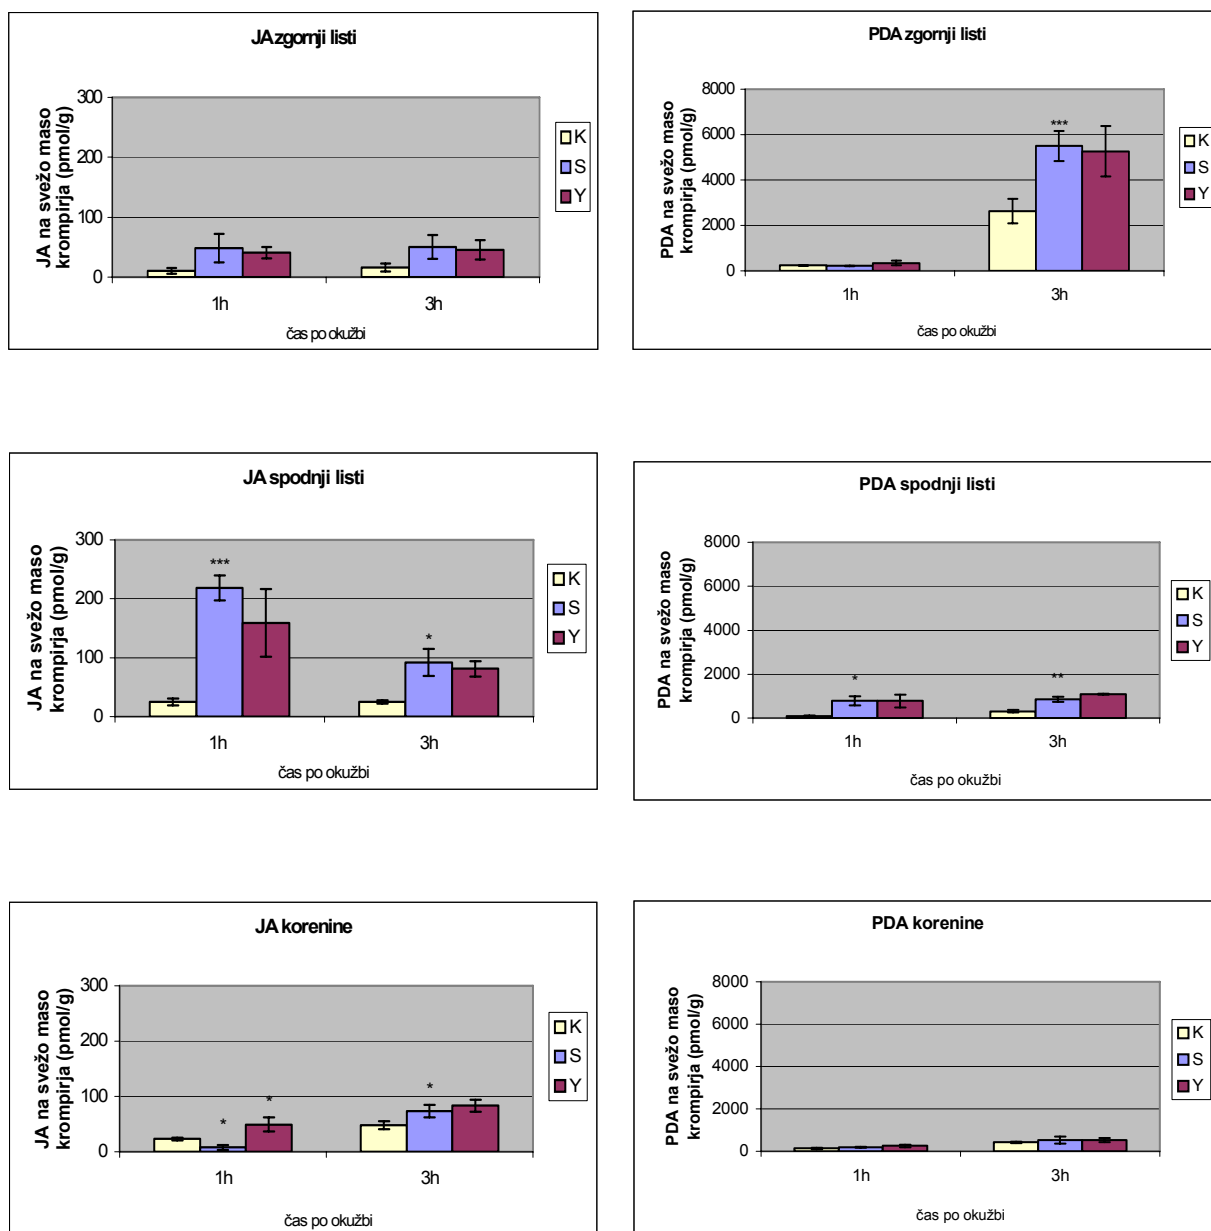 JA zgornji listi
JA na svežo maso
krompirja (pmol/g)
300
200
100
0
1h
3h
čas po okužbi
K
S
Y
PDA zgornji listi
PDA na svežo maso
krompirja (pmol/g)
8000
6000
4000
2000
0
***
1h
3h
čas po okužbi
K
S
Y
JA spodnji listi
JA na svežo maso
krompirja (pmol/g)
300
200
100
0
***
*
1h
3h
čas po okužbi
K
S
Y
PDA spodnji listi
PDA na svežo maso
krompirja (pmol/g)
8000
6000
4000
2000
0
*
**
1h
3h
čas po okužbi
K
S
Y
JA korenine
JA na svežo maso
krompirja (pmol/g)
300
200
100
0
*
*
*
1h
3h
čas po okužbi
K
S
Y
PDA korenine
PDA na svežo maso
krompirja (pmol/g)
8000
6000
4000
2000
0
1h
3h
čas po okužbi
K
S
Y